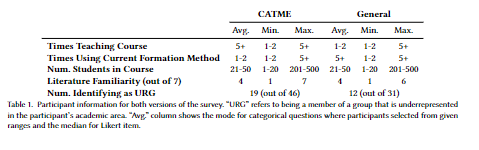 CATME General
Avg. Min. Max. Avg. Min. Max.
Times Teaching Course 5+ 1-2 5+ 1-2 1-2 5+
Times Using Current Formation Method 1-2 1-2 5+ 5+ 1-2 5+
Num. Students in Course 21-50 1-20 201-500 21-50 1-20 201-500
Literature Familiarity (out of 7) 4 1 7 4 1 6
Num. Identifying as URG 19 (out of 46) 12 (out of 31)
Table 1. Participant information for both versions of the survey. "URG" refers to being a member of a group that is underrepresented
in the participant's academic area. "Avg." column shows the mode for categorical questions where participants selected from given
ranges and the median for Likert item.